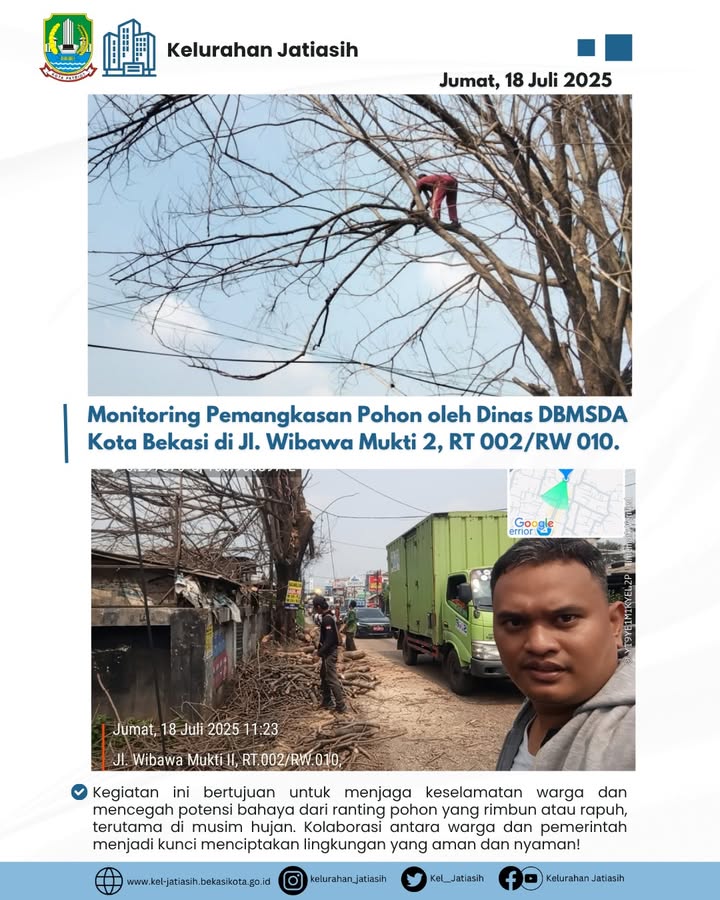 Kelurahan Jatiasih
Jumat, 18 Juli 2025
Monitoring Pemangkasan Pohon oleh Dinas DBMSDA
Kota Bekasi di Jl. Wibawa Mukti 2, RT 002/RW 010.
Google
Jumat, 18 Juli 2025 11:23
Jl. Wibawa Mukti II, RT.002/RW.010,
Kegiatan ini bertujuan untuk menjaga keselamatan warga dan
mencegah potensi bahaya dari ranting pohon yang rimbun atau rapuh,
terutama di musim hujan. Kolaborasi antara warga dan pemerintah
menjadi kunci menciptakan lingkungan yang aman dan nyaman!
www.kel-jatiasih.bekasikota.go.id
kelurahan_jatiasih
Kel__Jatiasih
Kelurahan Jatiasih